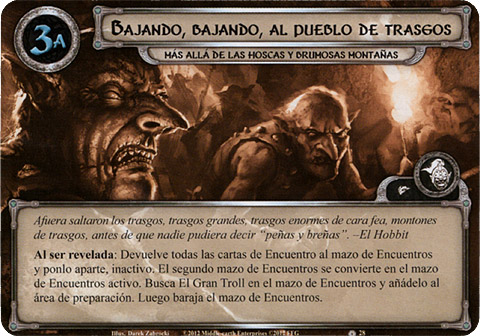 3A
BAJANDO, BAJANDO, AL PUEBLO DE TRASGOS
MÁS ALLÁ DE LAS HOSCAS Y BRUMOSAS MONTAÑAS
Afuera saltaron los trasgos, trasgos grandes, trasgos enormes de cara fea, montones
de trasgos, antes de que nadie pudiera decir “peñas y breñas”. –El Hobbit
Al ser revelada: Devuelve todas las cartas de Encuentro al mazo de Encuentros
y ponlo aparte, inactivo. El segundo mazo de Encuentros se convierte en el mazo
de Encuentros activo. Busca El Gran Troll en el mazo de Encuentros y añádelo al
área de preparación. Luego baraja el mazo de Encuentros.
Illus. Darek Zabrocki ©2012 Middle-earth Enterprises ©2012 FFG 28